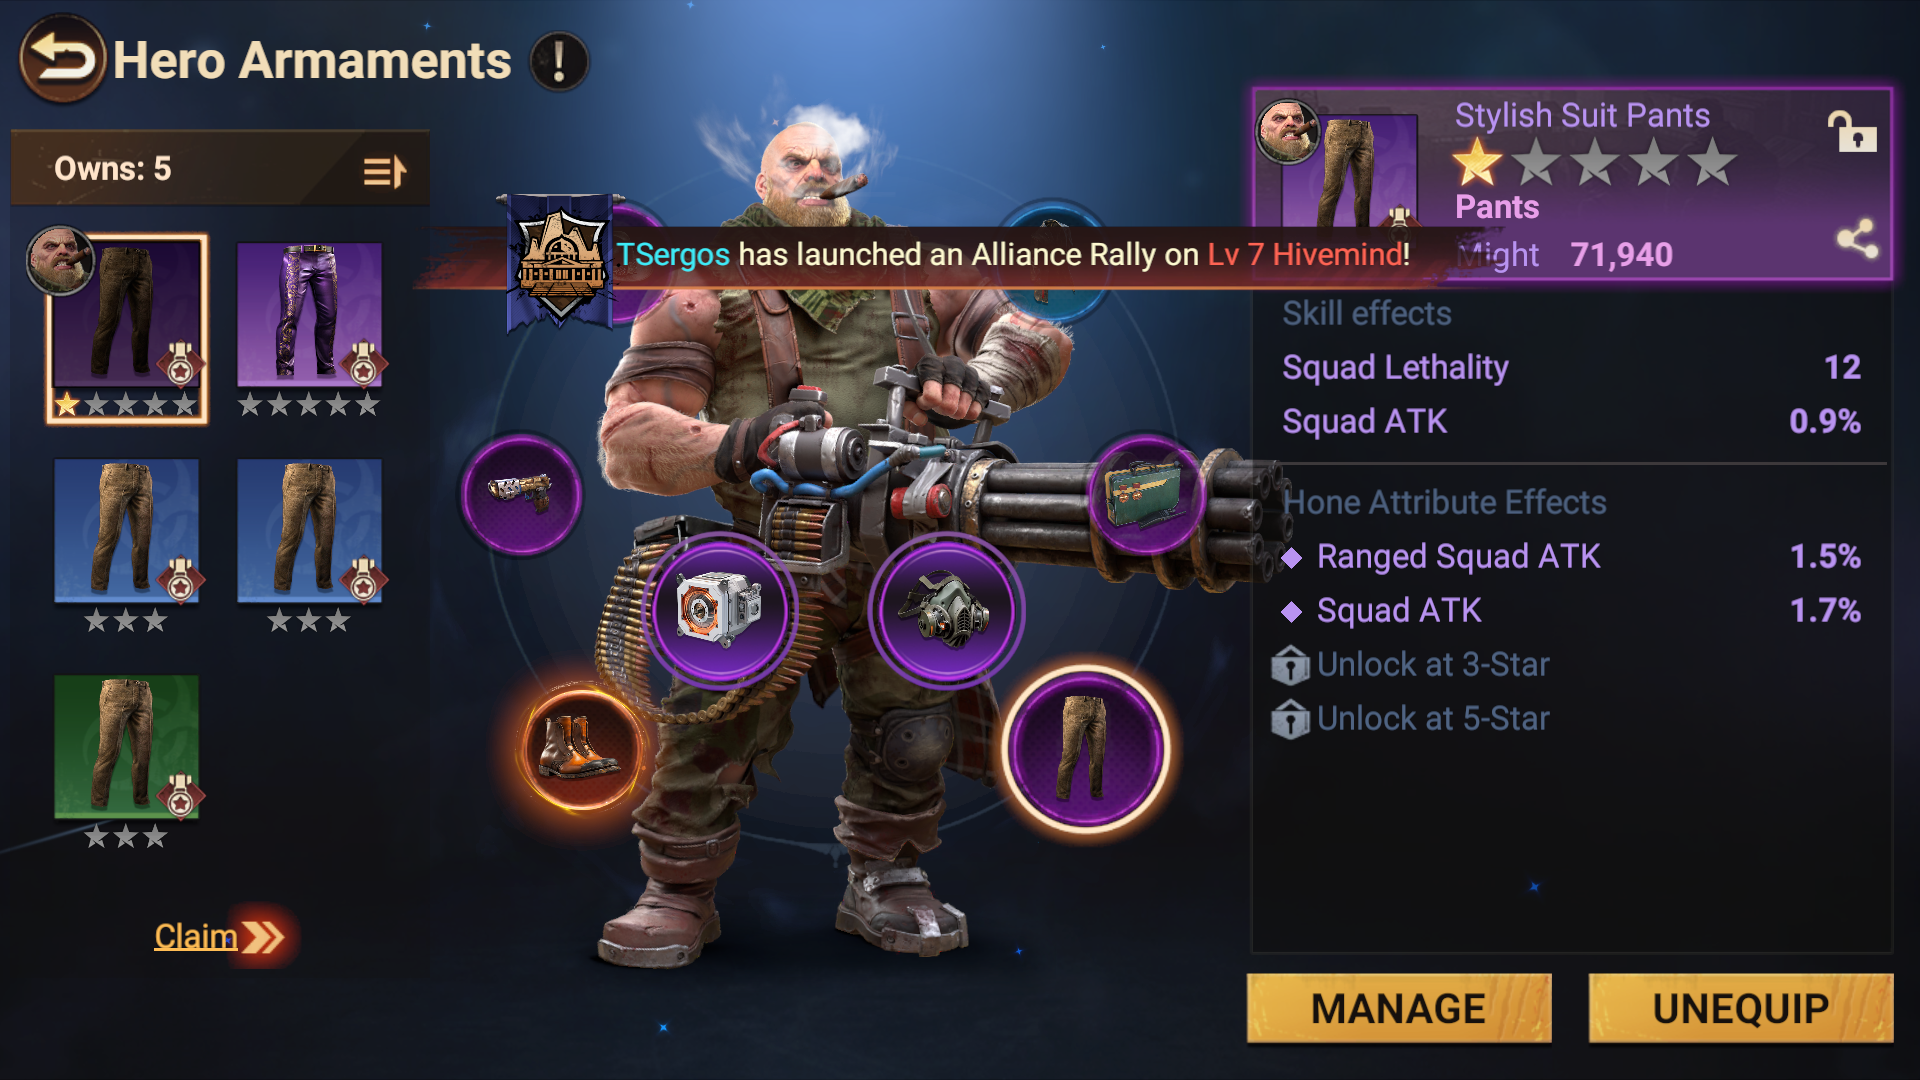 Hero Armaments
Owns: 5
Claim
TSergos has launched an Alliance Rally on Lv 7 Hivemind!
Stylish Suit Pants
Pants
Might 71,940
Skill effects
Squad Lethality 12
Squad ATK 0.9%
Hone Attribute Effects
Ranged Squad ATK 1.5%
Squad ATK 1.7%
Unlock at 3-Star
Unlock at 5-Star
MANAGE
UNEQUIP